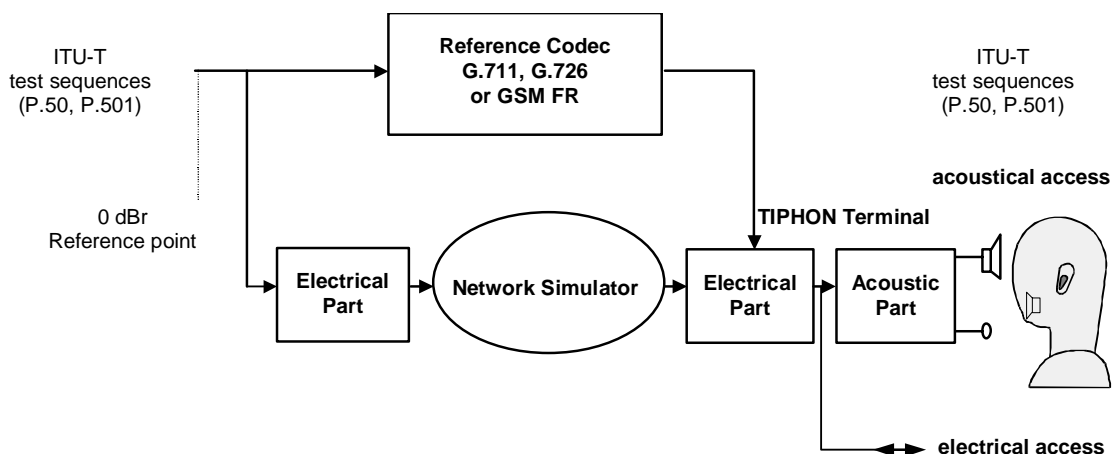 ITU-T
test sequences
(P.50, P.501)
0 dBr
Reference point
Reference Codec
G.711, G.726
or GSM FR
ITU-T
test sequences
(P.50, P.501)
acoustical access
TIPHON Terminal
Electrical
Part
Network Simulator
Electrical
Part
Acoustic
Part
electrical access